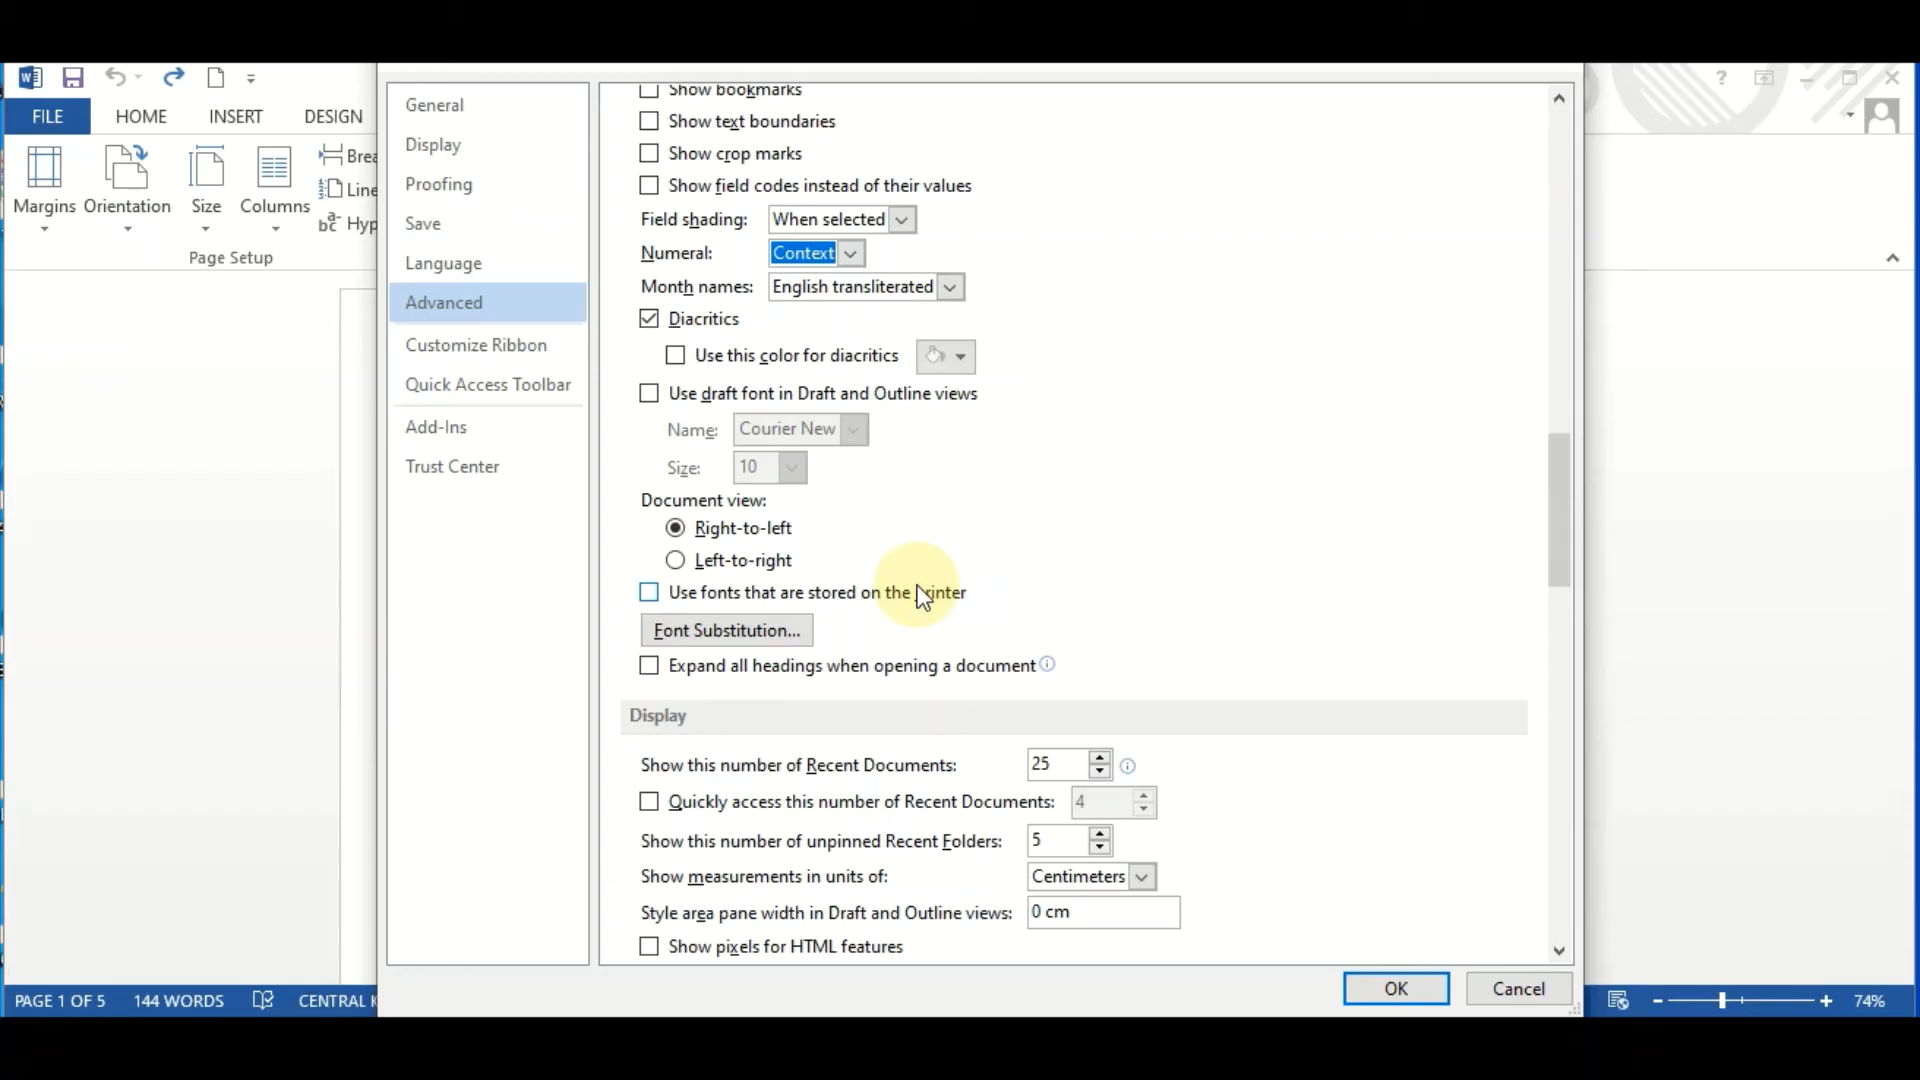 FILE HOME INSERT DESIGN
Margins Orientation Size Columns
Brea
Line
Hyp
Page Setup
General
Display
Proofing
Save
Language
Advanced
Customize Ribbon
Quick Access Toolbar
Add-Ins
Trust Center
Show bookmarks
Show text boundaries
Show crop marks
Show field codes instead of their values
Field shading: When selected
Numeral: Context
Month names: English transliterated
Diacritics
Use this color for diacritics
Use draft font in Draft and Outline views
Name: Courier New
Size: 10
Document view:
Right-to-left
Left-to-right
Use fonts that are stored on the printer
Font Substitution...
Expand all headings when opening a document
Display
Show this number of Recent Documents: 25
Quickly access this number of Recent Documents: 4
Show this number of unpinned Recent Folders: 5
Show measurements in units of: Centimeters
Style area pane width in Draft and Outline views: 0 cm
Show pixels for HTML features
OK Cancel
PAGE 1 OF 5 144 WORDS CENTRAL K 74%